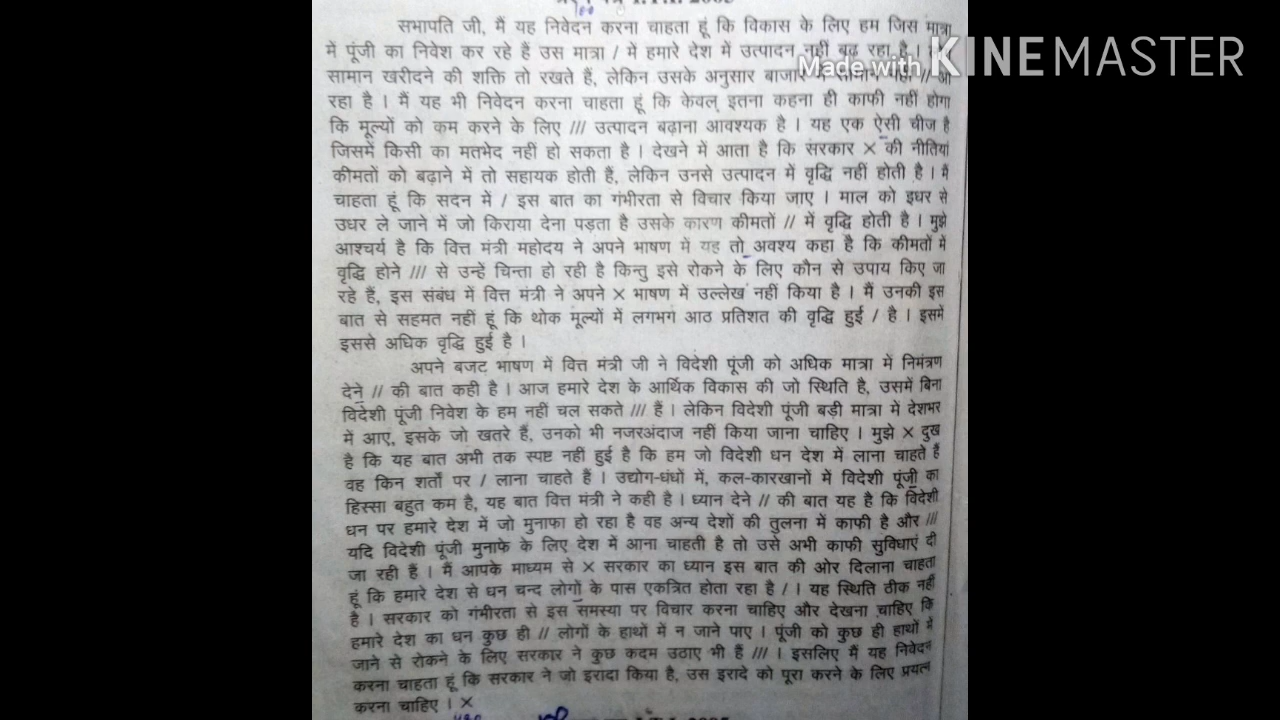 सभापति जी, मैं यह निवेदन करना चाहता हूं कि विकास के लिए हम जिस मात्रा
में पूंजी का निवेश कर रहे हैं उस मात्रा / में हमारे देश में उत्पादन नहीं बढ़ रहा है ।
Made with KINEMASTER
सामान खरीदने की शक्ति तो रखते हैं, लेकिन उसके अनुसार बाजार // आ
रहा है । मैं यह भी निवेदन करना चाहता हूं कि केवल इतना कहना ही काफी नहीं होगा
कि मूल्यों को कम करने के लिए /// उत्पादन बढ़ाना आवश्यक है । यह एक ऐसी चीज है
जिसमें किसी का मतभेद नहीं हो सकता है । देखने में आता है कि सरकार × की नीतियां
कीमतों को बढ़ाने में तो सहायक होती हैं, लेकिन उनसे उत्पादन में वृद्धि नहीं होती है । मैं
चाहता हूं कि सदन में / इस बात का गंभीरता से विचार किया जाए । माल को इधर से
उधर ले जाने में जो किराया देना पड़ता है उसके कारण कीमतों // में वृद्धि होती है । मुझे
आश्चर्य है कि वित्त मंत्री महोदय ने अपने भाषण में यह तो अवश्य कहा है कि कीमतों में
वृद्धि होने /// से उन्हें चिन्ता हो रही है किन्तु इसे रोकने के लिए कौन से उपाय किए जा
रहे हैं, इस संबंध में वित्त मंत्री ने अपने × भाषण में उल्लेख नहीं किया है । मैं उनकी इस
बात से सहमत नहीं हूं कि थोक मूल्यों में लगभग आठ प्रतिशत की वृद्धि हुई / है । इसमें
इससे अधिक वृद्धि हुई है ।
अपने बजट भाषण में वित्त मंत्री जी ने विदेशी पूंजी को अधिक मात्रा में निमंत्रण
देने // की बात कही है । आज हमारे देश के आर्थिक विकास की जो स्थिति है, उसमें बिना
विदेशी पूंजी निवेश के हम नहीं चल सकते /// हैं । लेकिन विदेशी पूंजी बड़ी मात्रा में देशभर
में आए, इसके जो खतरे हैं, उनको भी नजरअंदाज नहीं किया जाना चाहिए । मुझे × दुख
है कि यह बात अभी तक स्पष्ट नहीं हुई है कि हम जो विदेशी धन देश में लाना चाहते हैं
वह किन शर्तों पर / लाना चाहते हैं । उद्योग-धंधों में, कल-कारखानों में विदेशी पूंजी का
हिस्सा बहुत कम है, यह बात वित्त मंत्री ने कही है । ध्यान देने // की बात यह है कि विदेशी
धन पर हमारे देश में जो मुनाफा हो रहा है वह अन्य देशों की तुलना में काफी है और ///
यदि विदेशी पूंजी मुनाफे के लिए देश में आना चाहती है तो उसे अभी काफी सुविधाएं दी
जा रही हैं । मैं आपके माध्यम से × सरकार का ध्यान इस बात की ओर दिलाना चाहता
हूं कि हमारे देश से धन चन्द लोगों के पास एकत्रित होता रहा है / । यह स्थिति ठीक नहीं
है । सरकार को गंभीरता से इस समस्या पर विचार करना चाहिए और देखना चाहिए कि
हमारे देश का धन कुछ ही // लोगों के हाथों में न जाने पाए । पूंजी को कुछ ही हाथों में
जाने से रोकने के लिए सरकार ने कुछ कदम उठाए भी हैं /// । इसलिए मैं यह निवेदन
करना चाहता हूं कि सरकार ने जो इरादा किया है, उस इरादे को पूरा करने के लिए प्रयत्न
करना चाहिए । ×